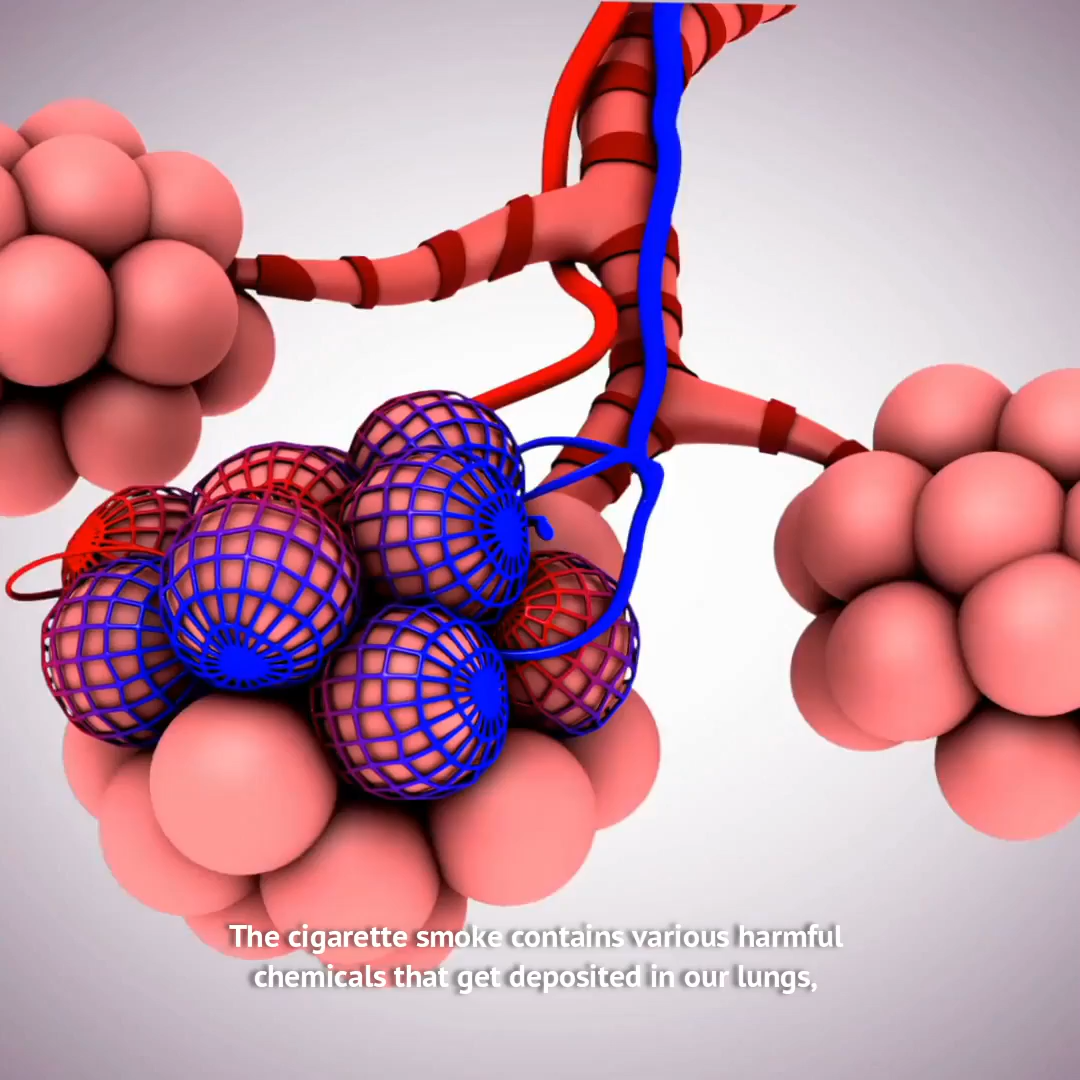 The cigarette smoke contains various harmful
chemicals that get deposited in our lungs,